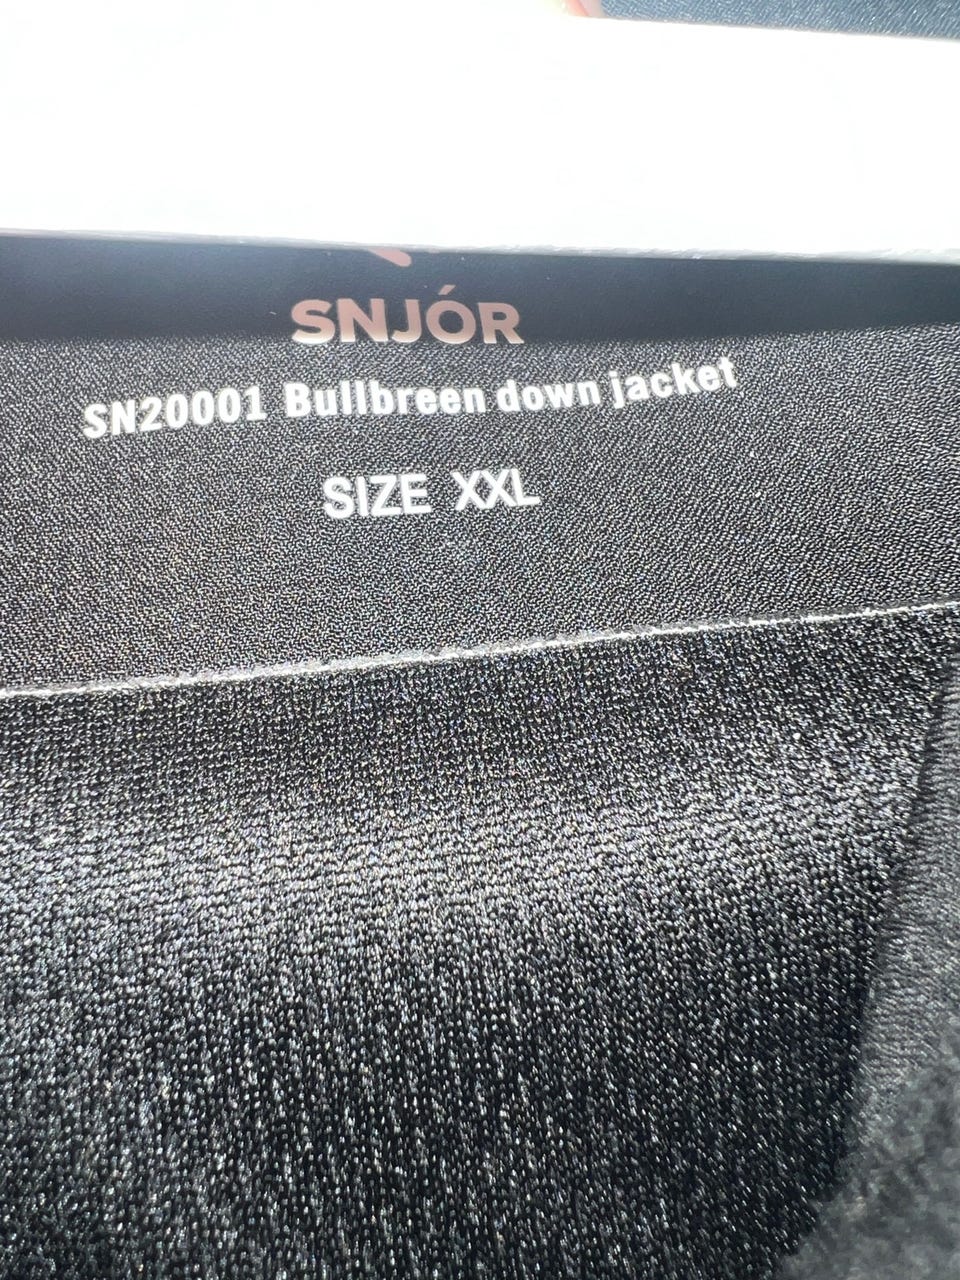 SNJÓR
SN20001 Bullbreen down jacket
SIZE XXL